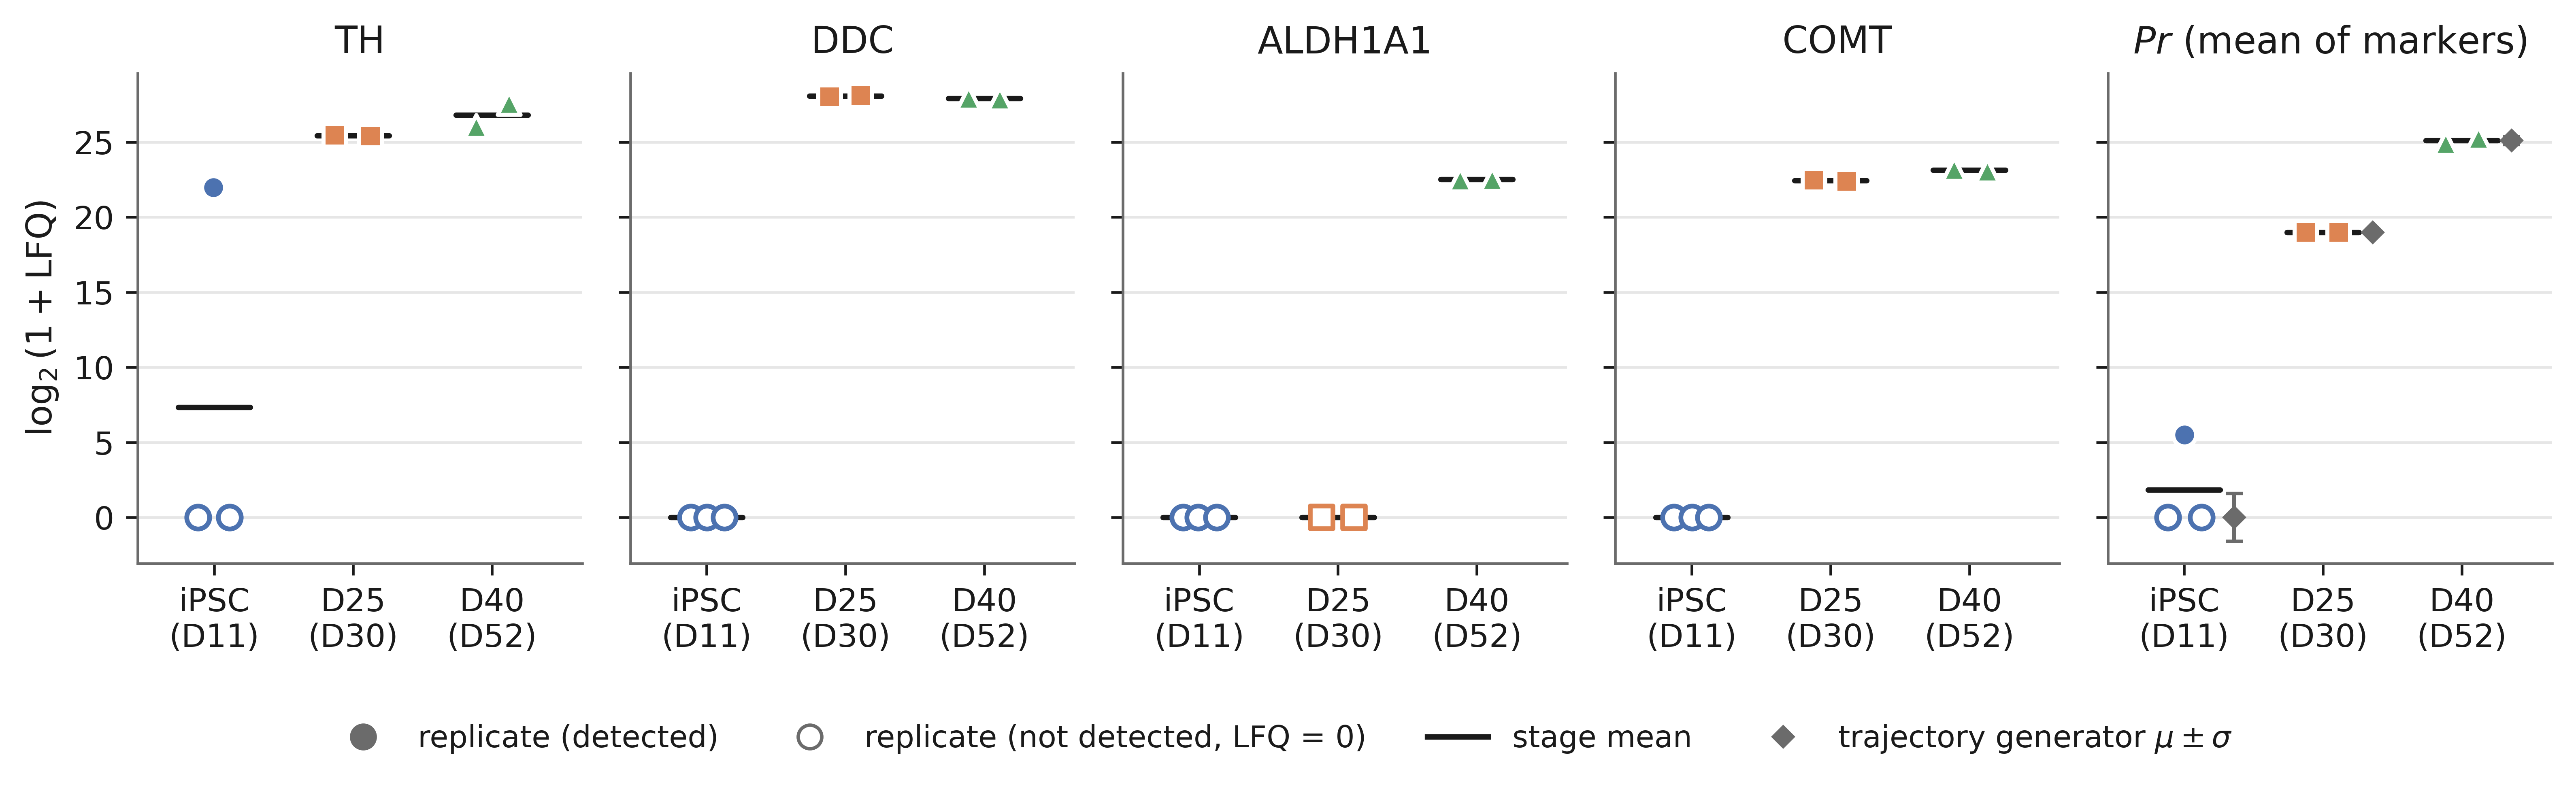 TH
DDC
ALDH1A1
COMT
Pr (mean of markers)
log₂ (1 + LFQ)
25
20
15
10
5
0
iPSC
(D11)
D25
(D30)
D40
(D52)
iPSC
(D11)
D25
(D30)
D40
(D52)
iPSC
(D11)
D25
(D30)
D40
(D52)
iPSC
(D11)
D25
(D30)
D40
(D52)
iPSC
(D11)
D25
(D30)
D40
(D52)
replicate (detected)
replicate (not detected, LFQ = 0)
stage mean
trajectory generator μ ± σ